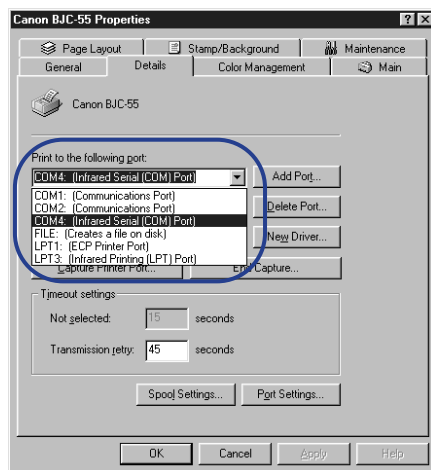 Canon BJC-55 Properties
Page Layout Stamp/Background Maintenance
General Details Color Management Main
Canon BJC-55
Print to the following port:
COM4: (Infrared Serial (COM) Port) Add Port...
COM1: (Communications Port)
COM2: (Communications Port) Delete Port...
COM4: (Infrared Serial (COM) Port)
FILE: (Creates a file on disk) New Driver...
LPT1: (ECP Printer Port)
LPT3: (Infrared Printing (LPT) Port)
Capture Printer Port... End Capture...
Timeout settings
Not selected: 15 seconds
Transmission retry: 45 seconds
Spool Settings... Port Settings...
OK Cancel Apply Help